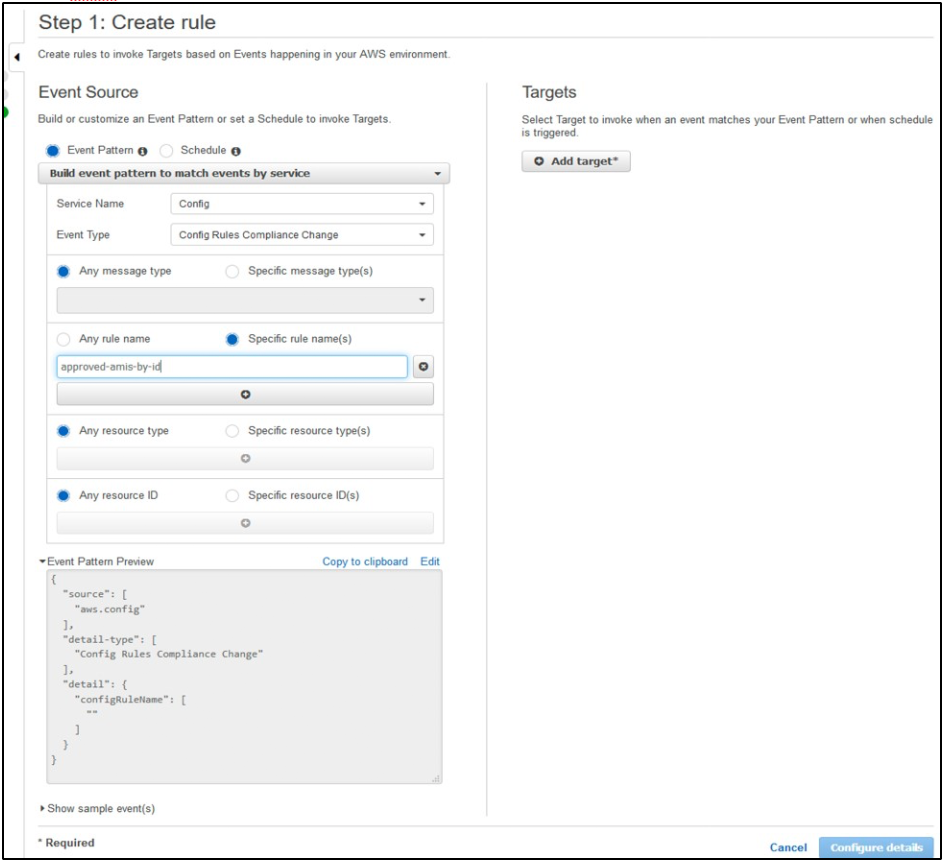 Step 1: Create rule
Create rules to invoke Targets based on Events happening in your AWS environment.
Event Source
Build or customize an Event Pattern or set a Schedule to invoke Targets.
Event Pattern
Schedule
Build event pattern to match events by service
Service Name
Config
Event Type
Config Rules Compliance Change
Any message type
Specific message type(s)
Any rule name
Specific rule name(s)
approved-amis-by-id
Any resource type
Specific resource type(s)
Any resource ID
Specific resource ID(s)
Event Pattern Preview
Copy to clipboard
Edit
{
"source": [
"aws.config"
],
"detail-type": [
"Config Rules Compliance Change"
],
"detail": {
"configRuleName": [
""
]
}
}
Show sample event(s)
Targets
Select Target to invoke when an event matches your Event Pattern or when schedule
is triggered.
Add target*
* Required
Cancel
Configure details